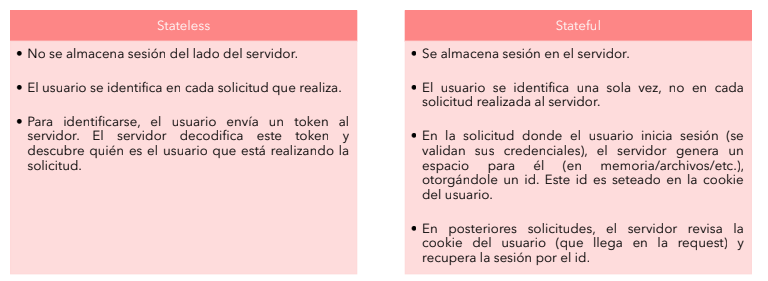 Stateless
• No se almacena sesión del lado del servidor.
• El usuario se identifica en cada solicitud que realiza.
• Para identificarse, el usuario envía un token al
servidor. El servidor decodifica este token y
descubre quién es el usuario que está realizando la
solicitud.
Stateful
• Se almacena sesión en el servidor.
• El usuario se identifica una sola vez, no en cada
solicitud realizada al servidor.
• En la solicitud donde el usuario inicia sesión (se
validan sus credenciales), el servidor genera un
espacio para él (en memoria/archivos/etc.),
otorgándole un id. Este id es seteado en la cookie
del usuario.
• En posteriores solicitudes, el servidor revisa la
cookie del usuario (que llega en la request) y
recupera la sesión por el id.